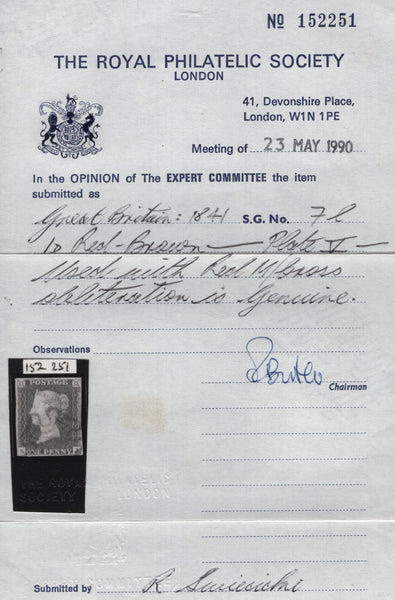 No 152251
THE ROYAL PHILATELIC SOCIETY
LONDON
41, Devonshire Place,
London, W1N 1PE
Meeting of 23 MAY 1990
In the OPINION of The EXPERT COMMITTEE the item
submitted as
Great Britain: 1841 S.G. No. 7l
1d Red-Brown — Plate V —
Used with Red M/Cross
obliteration is Genuine.
Observations
Chairman
152 251
POSTAGE
ONE PENNY
THE ROYAL PHILATELIC
SOCIETY LONDON
Submitted by R